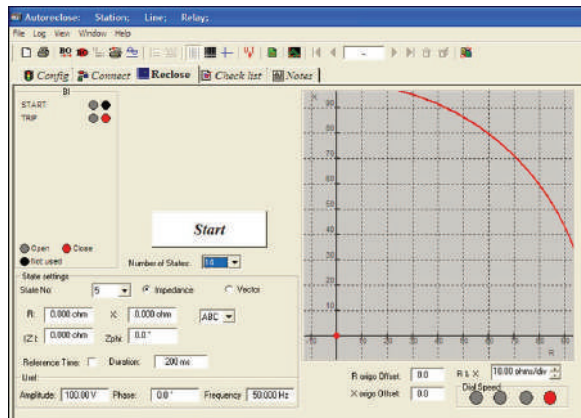 Autoreclose: Station; Line; Relay;
File Log View Window Help
Config Connect Reclose Check list Notes
BI
START
TRIP
Open Close
Not used
Start
Number of States: 14
State settings
State No: 5 Impedance Vector
R: 0.000 ohm X: 0.000 ohm ABC
(Z): 0.000 ohm Zphi: 0.0 °
Reference Time: Duration: 200 ms
Uref:
Amplitude: 100.00 V Phase: 0.0 ° Frequency 50.000 Hz
X
90
80
70
60
50
40
30
20
10
-10 10 20 30 40 50 60 70 80 90
R
R origo Offset: 0.0 R & X: 10.00 ohms/div
X origo Offset: 0.0 Dial Speed